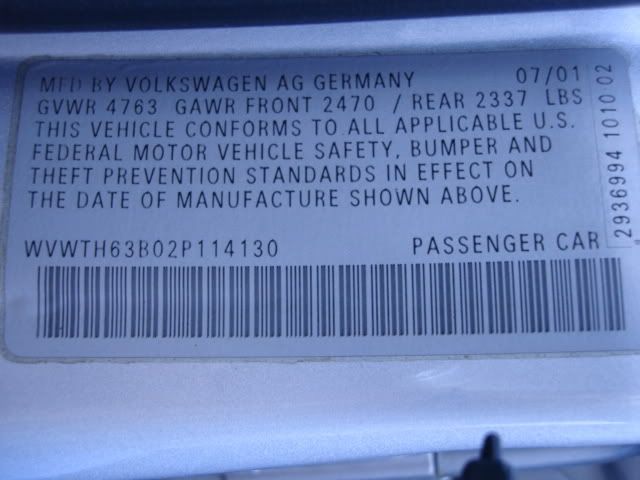 MFD BY VOLKSWAGEN AG GERMANY 07/01
GVWR 4763 GAWR FRONT 2470 / REAR 2337 LBS
THIS VEHICLE CONFORMS TO ALL APPLICABLE U.S.
FEDERAL MOTOR VEHICLE SAFETY, BUMPER AND
THEFT PREVENTION STANDARDS IN EFFECT ON
THE DATE OF MANUFACTURE SHOWN ABOVE.
WVWTH63B02P114130 PASSENGER CAR
2936994 1010 02